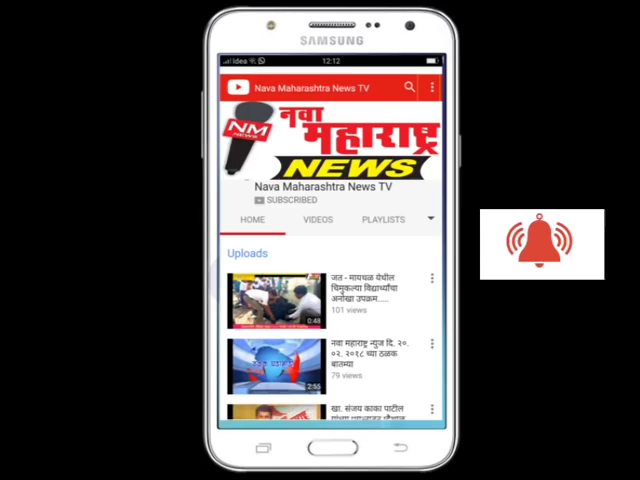 SAMSUNG
Idea
12:12
Nava Maharashtra News TV
नवा
महाराष्ट्र
NM
NEWS
NEWS
Nava Maharashtra News TV
SUBSCRIBED
HOME VIDEOS PLAYLISTS
Uploads
जत - मायथळ येथील
चिमुकल्या विद्यार्थ्यांचा
अनोखा उपक्रम.....
101 views
0:48
नवा महाराष्ट्र न्युज दि. २०.
०२. २०१८ च्या ठळक
बातम्या
79 views
2:55
खा. संजय काका पाटील